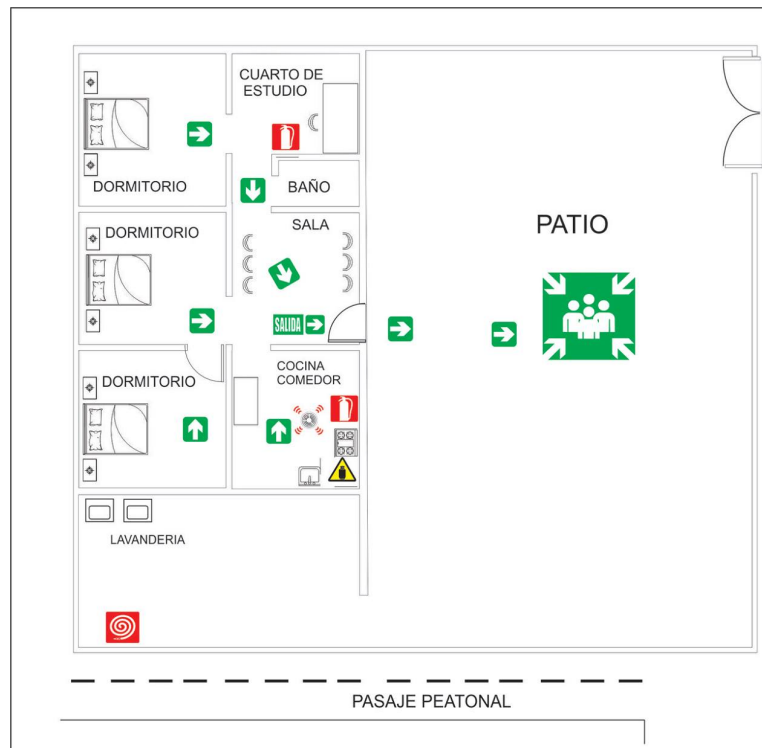 CUARTO DE
ESTUDIO
DORMITORIO
BAÑO
DORMITORIO
SALA
PATIO
SALIDA
COCINA
COMEDOR
DORMITORIO
LAVANDERIA
PASAJE PEATONAL